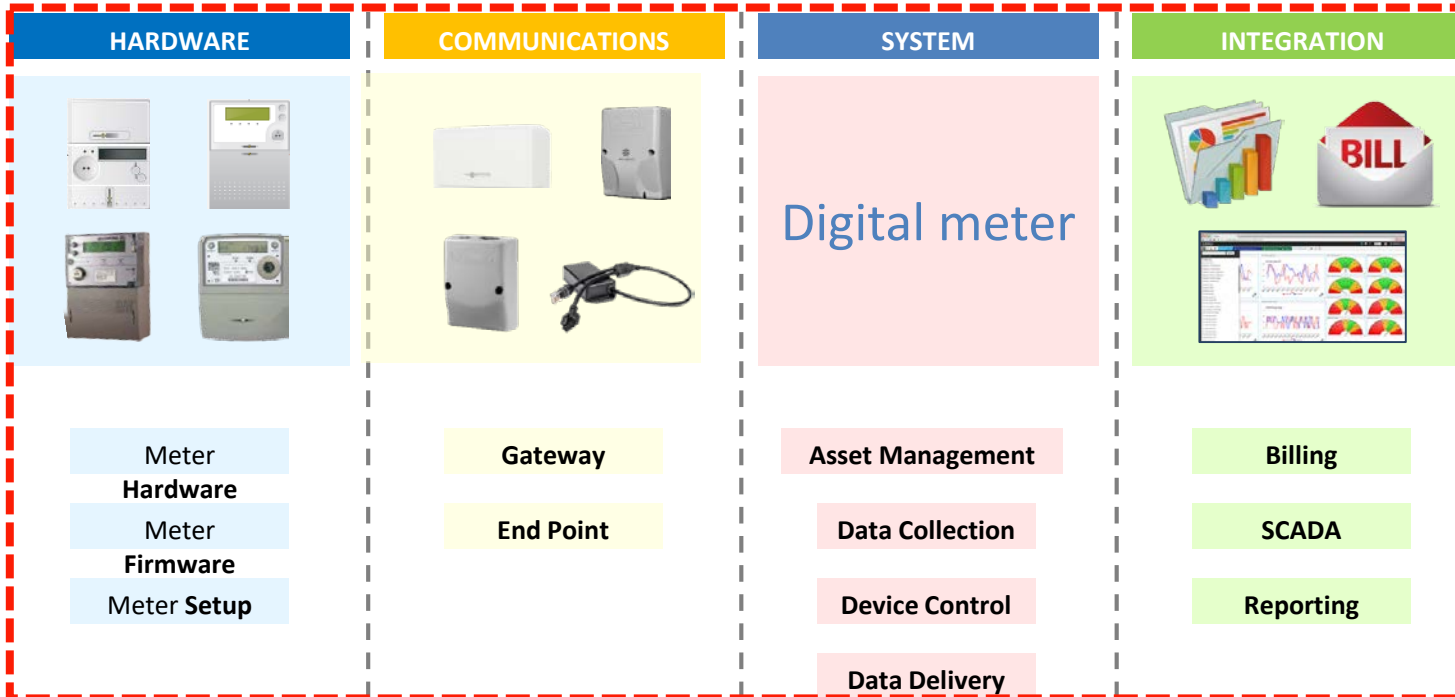 HARDWARE
COMMUNICATIONS
SYSTEM
INTEGRATION
BILL
Digital meter
Meter
Hardware
Meter
Firmware
Meter Setup
Gateway
End Point
Asset Management
Data Collection
Device Control
Data Delivery
Billing
SCADA
Reporting